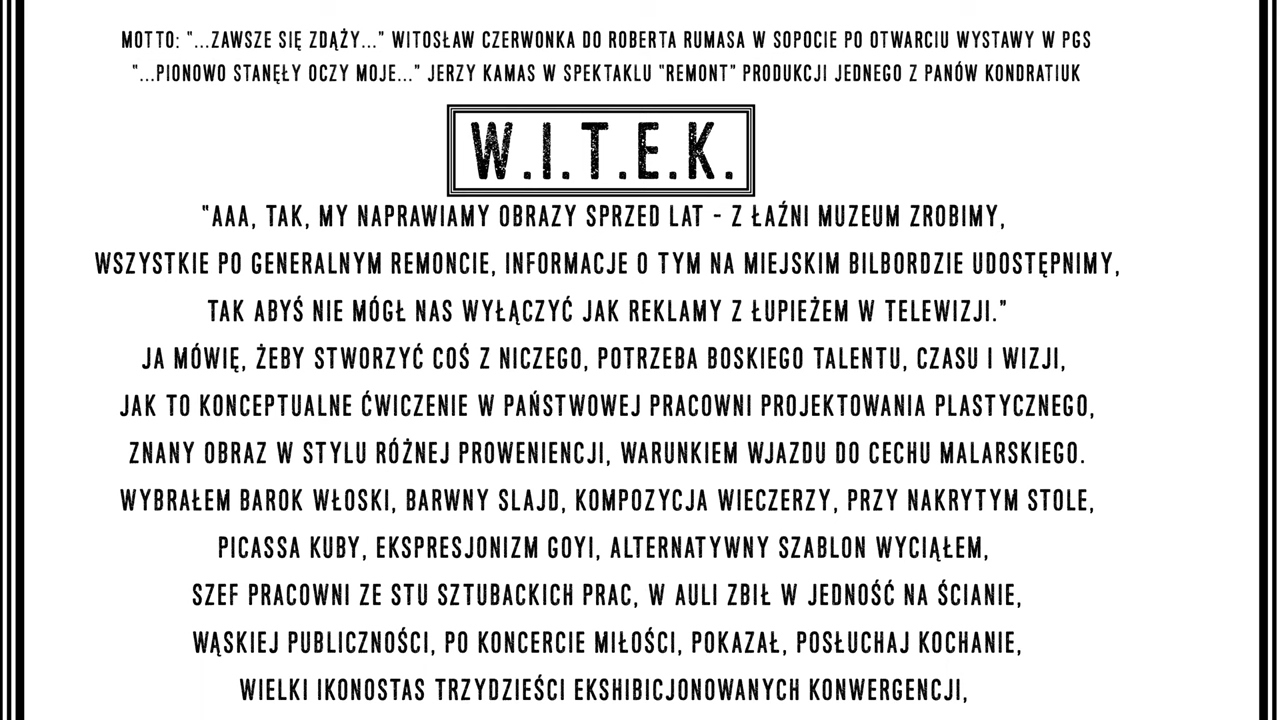 MOTTO: "...ZAWSZE SIĘ ZDĄŻY..." WITOSŁAW CZERWONKA DO ROBERTA RUMASA W SOPOCIE PO OTWARCIU WYSTAWY W PGS
"...PIONOWO STANĘŁY OCZY MOJE..." JERZY KAMAS W SPEKTAKLU "REMONT" PRODUKCJI JEDNEGO Z PANÓW KONDRATIUK
W.I.T.E.K.
"AAA, TAK, MY NAPRAWIAMY OBRAZY SPRZED LAT - Z ŁAŹNI MUZEUM ZROBIMY,
WSZYSTKIE PO GENERALNYM REMONCIE, INFORMACJE O TYM NA MIEJSKIM BILBORDZIE UDOSTĘPNIMY,
TAK ABYŚ NIE MÓGŁ NAS WYŁĄCZYĆ JAK REKLAMY Z ŁUPIEŻEM W TELEWIZJI."
JA MÓWIĘ, ŻEBY STWORZYĆ COŚ Z NICZEGO, POTRZEBA BOSKIEGO TALENTU, CZASU I WIZJI,
JAK TO KONCEPTUALNE ĆWICZENIE W PAŃSTWOWEJ PRACOWNI PROJEKTOWANIA PLASTYCZNEGO,
ZNANY OBRAZ W STYLU RÓŻNEJ PROWENIENCJI, WARUNKIEM WJAZDU DO CECHU MALARSKIEGO.
WYBRAŁEM BAROK WŁOSKI, BARWNY SLAJD, KOMPOZYCJA WIECZERZY, PRZY NAKRYTYM STOLE,
PICASSA KUBY, EKSPRESJONIZM GOYI, ALTERNATYWNY SZABLON WYCIĄŁEM,
SZEF PRACOWNI ZE STU SZTUBACKICH PRAC, W AULI ZBIŁ W JEDNOŚĆ NA ŚCIANIE,
WĄSKIEJ PUBLICZNOŚCI, PO KONCERCIE MIŁOŚCI, POKAZAŁ, POSŁUCHAJ KOCHANIE,
WIELKI IKONOSTAS TRZYDZIEŚCI EKSHIBICJONOWANYCH KONWERGENCJI,